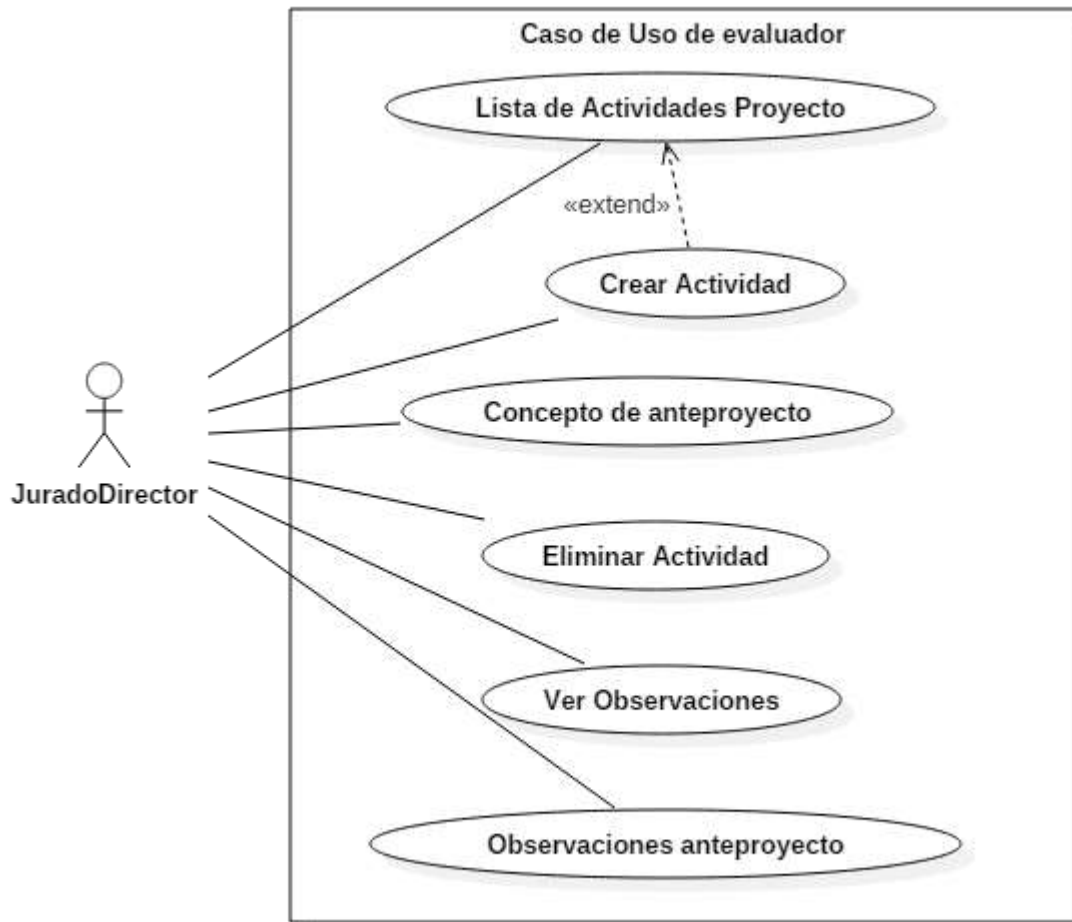 Caso de Uso de evaluador
Lista de Actividades Proyecto
«extend»
Crear Actividad
Concepto de anteproyecto
JuradoDirector
Eliminar Actividad
Ver Observaciones
Observaciones anteproyecto